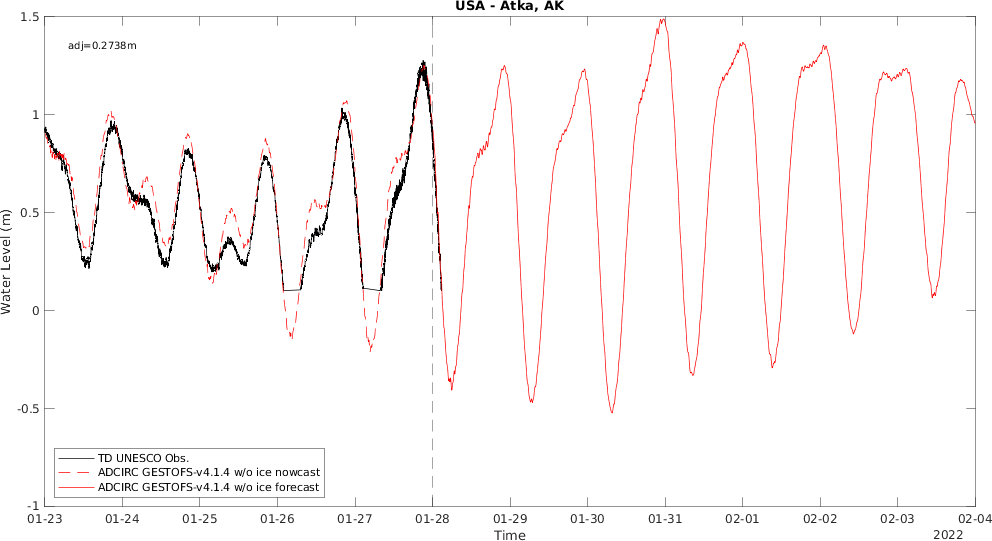 USA - Atka, AK
adj=0.2738m
1.5
1
0.5
0
-0.5
-1
Water Level (m)
TD UNESCO Obs.
ADCIRC GESTOFS-v4.1.4 w/o ice nowcast
ADCIRC GESTOFS-v4.1.4 w/o ice forecast
01-23 01-24 01-25 01-26 01-27 01-28 01-29 01-30 01-31 02-01 02-02 02-03 02-04
Time
2022